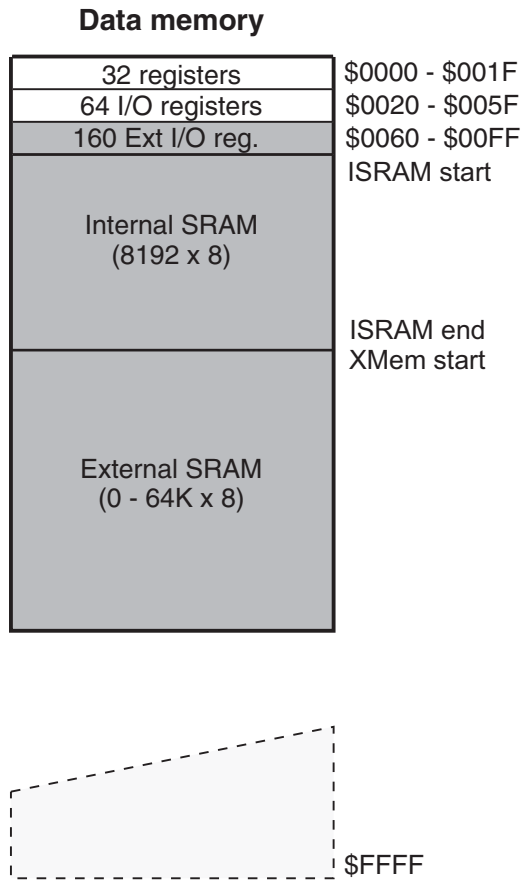 Data memory
32 registers
$0000 - $001F
64 I/O registers
$0020 - $005F
160 Ext I/O reg.
$0060 - $00FF
ISRAM start
Internal SRAM
(8192 x 8)
ISRAM end
XMem start
External SRAM
(0 - 64K x 8)
$FFFF